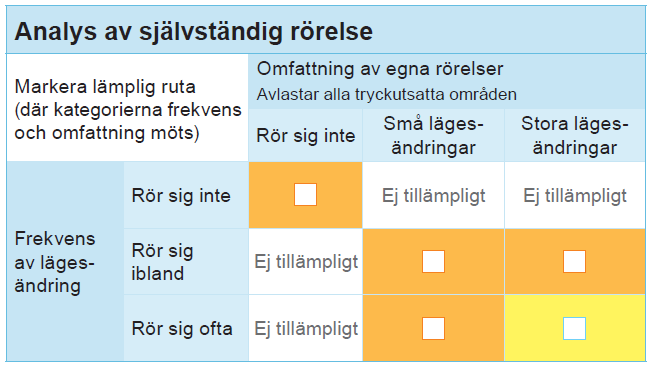 Analys av självständig rörelse
Markera lämplig ruta
(där kategorierna frekvens
och omfattning möts)
Omfattning av egna rörelser
Avlastar alla tryckutsatta områden
Rör sig inte
Små läges-
ändringar
Stora läges-
ändringar
Frekvens
av läges-
ändring
Rör sig inte
Ej tillämpligt
Ej tillämpligt
Rör sig
ibland
Ej tillämpligt
Rör sig ofta
Ej tillämpligt